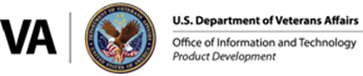 VA
U.S. Department of Veterans Affairs
Office of Information and Technology
Product Development